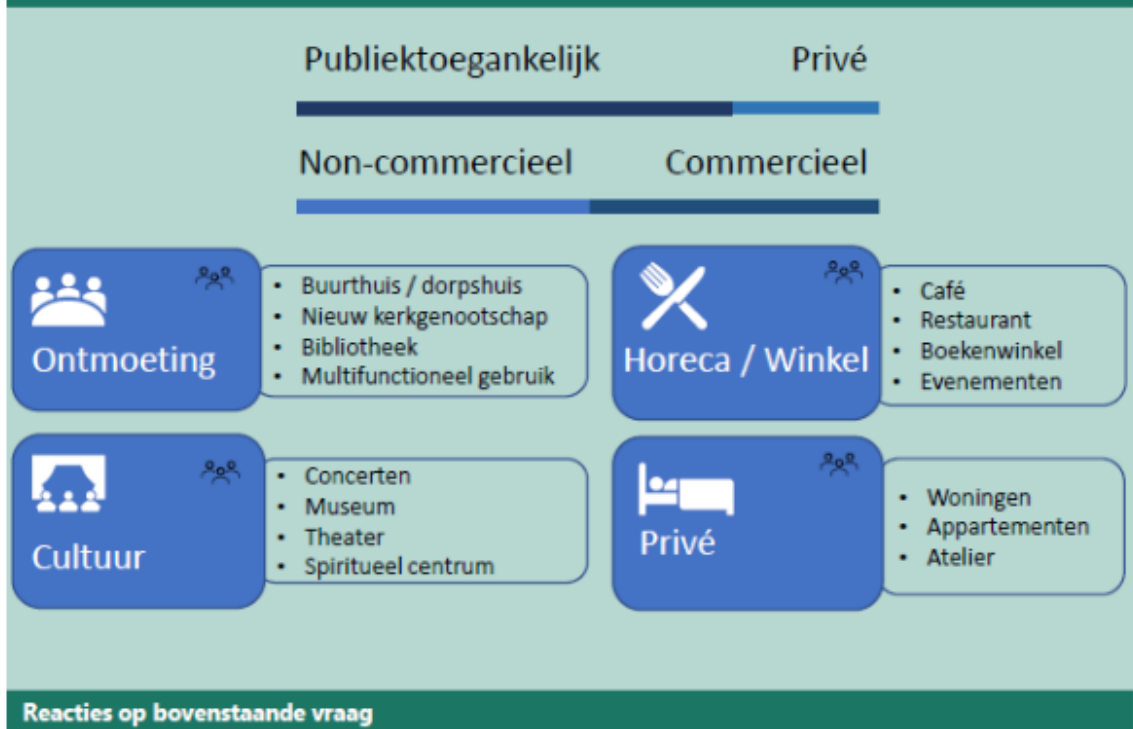 Publiektoegankelijk Privé
Non-commercieel Commercieel
Ontmoeting
• Buurthuis / dorpshuis
• Nieuw kerkgenootschap
• Bibliotheek
• Multifunctioneel gebruik
Horeca / Winkel
• Café
• Restaurant
• Boekenwinkel
• Evenementen
Cultuur
• Concerten
• Museum
• Theater
• Spiritueel centrum
Privé
• Woningen
• Appartementen
• Atelier
Reacties op bovenstaande vraag